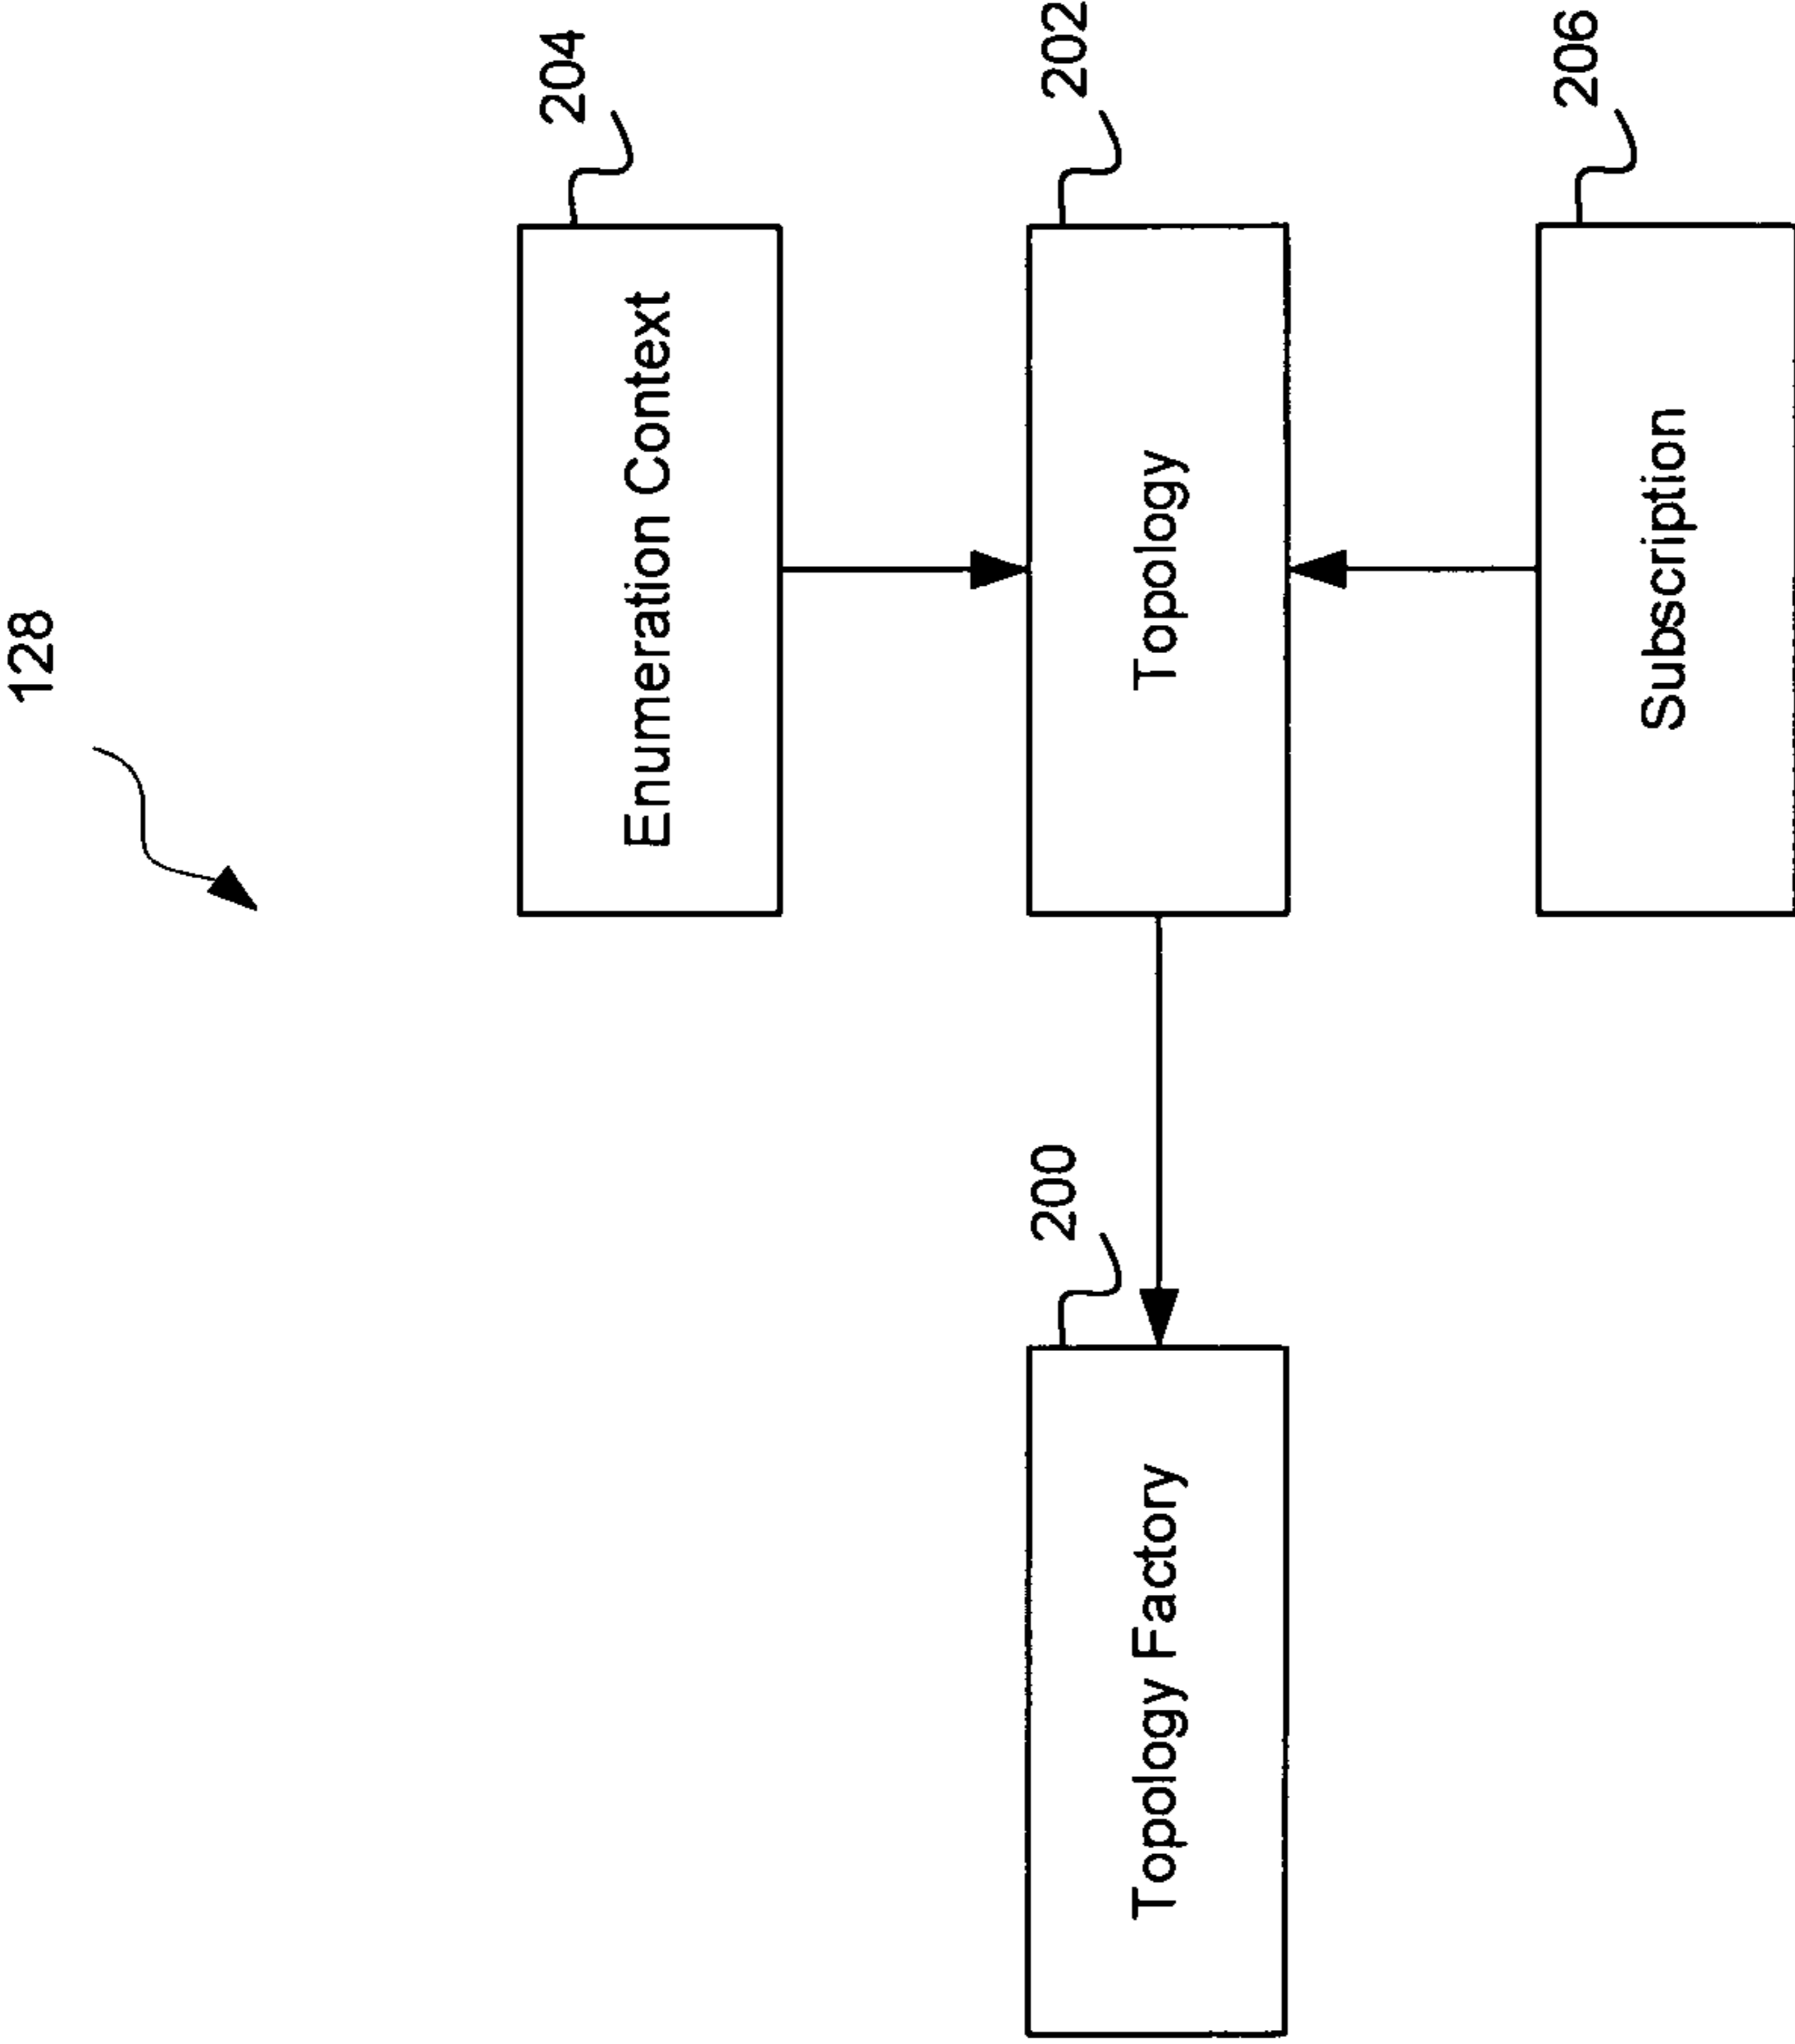 128
Enumeration Context
204
Topology Factory
200
Topology
202
Subscription
206